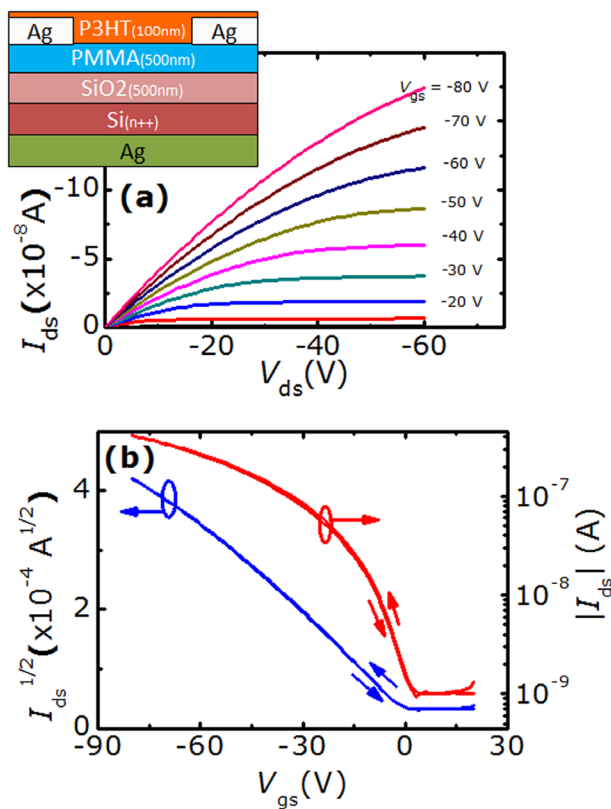 Ag P3HT(100nm) Ag
PMMA(500nm)
SiO2(500nm)
Si(n++)
Ag
(a)
Vgs = -80 V
-70 V
-60 V
-50 V
-40 V
-30 V
-20 V
-10
-5
0
Ids(x10-8A)
0 -20 -40 -60
Vds(V)
(b)
4
2
0
Ids1/2(x10-4 A1/2)
10-7
10-8
10-9
|Ids| (A)
-90 -60 -30 0 30
Vgs(V)